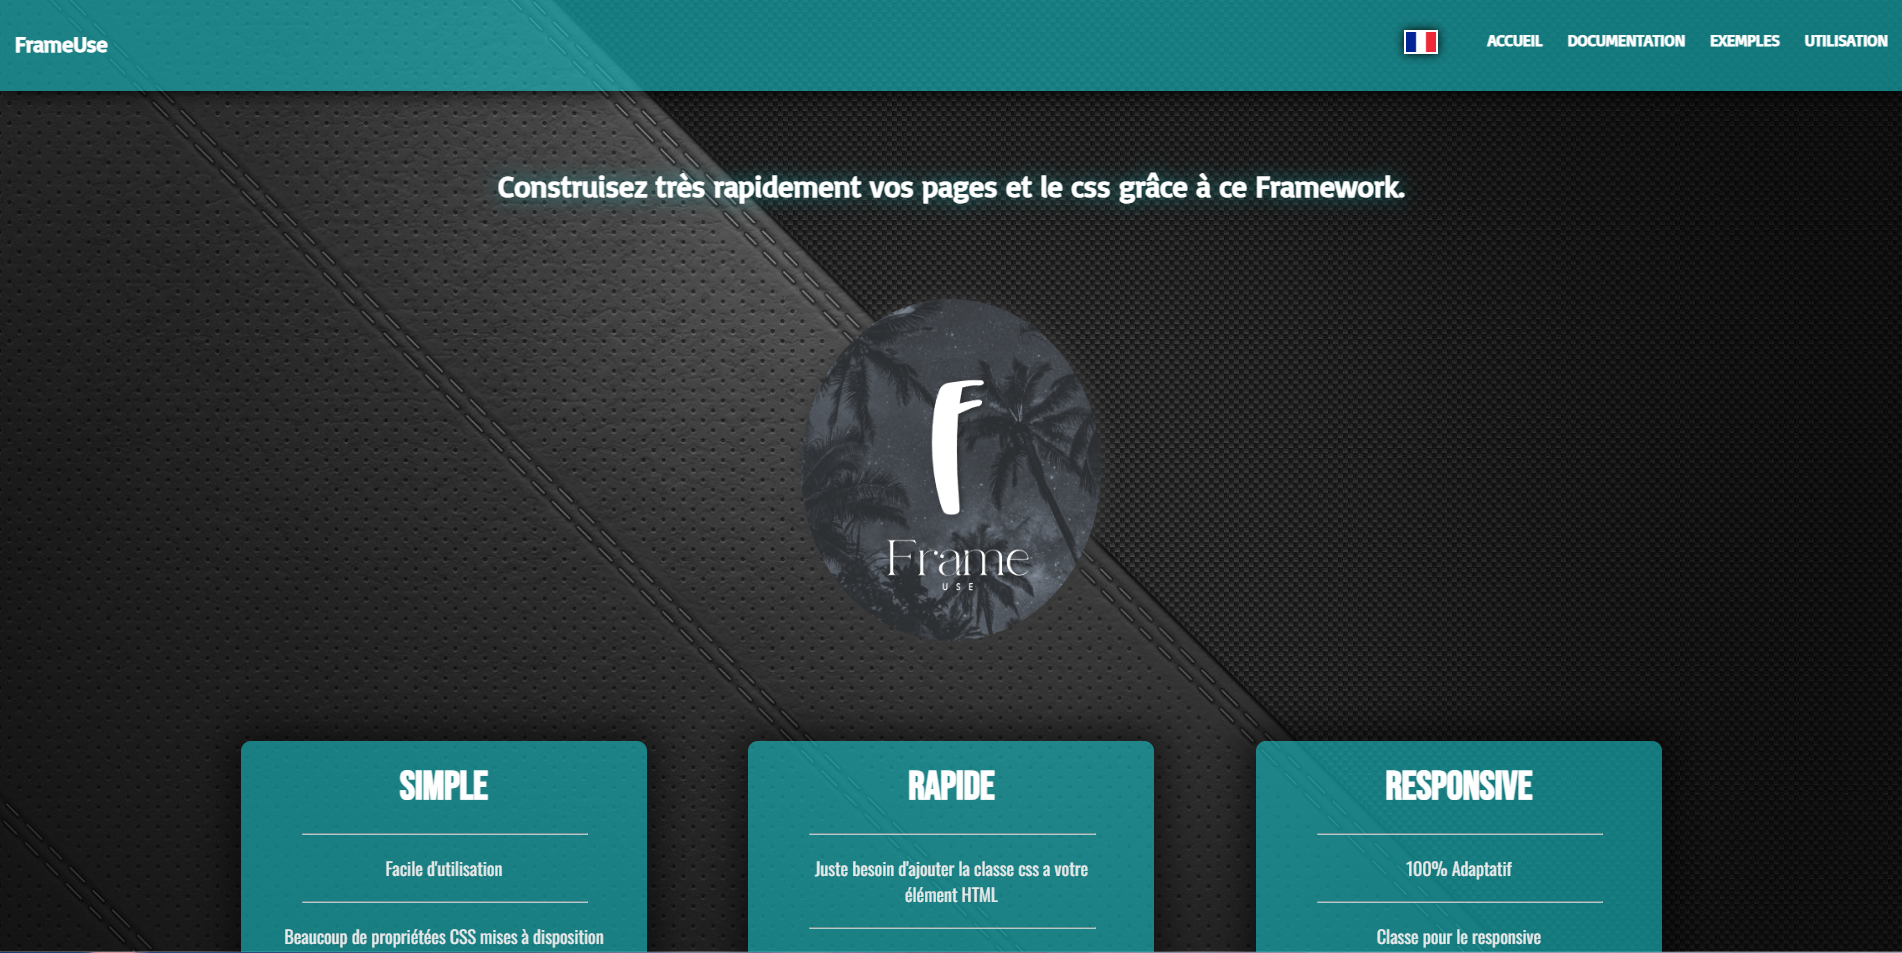 FrameUse
ACCUEIL DOCUMENTATION EXEMPLES UTILISATION
Construisez très rapidement vos pages et le css grâce à ce Framework.
F
Frame
USE
SIMPLE
Facile d'utilisation
Beaucoup de propriétées CSS mises à disposition
RAPIDE
Juste besoin d'ajouter la classe css a votre
élément HTML
RESPONSIVE
100% Adaptatif
Classe pour le responsive